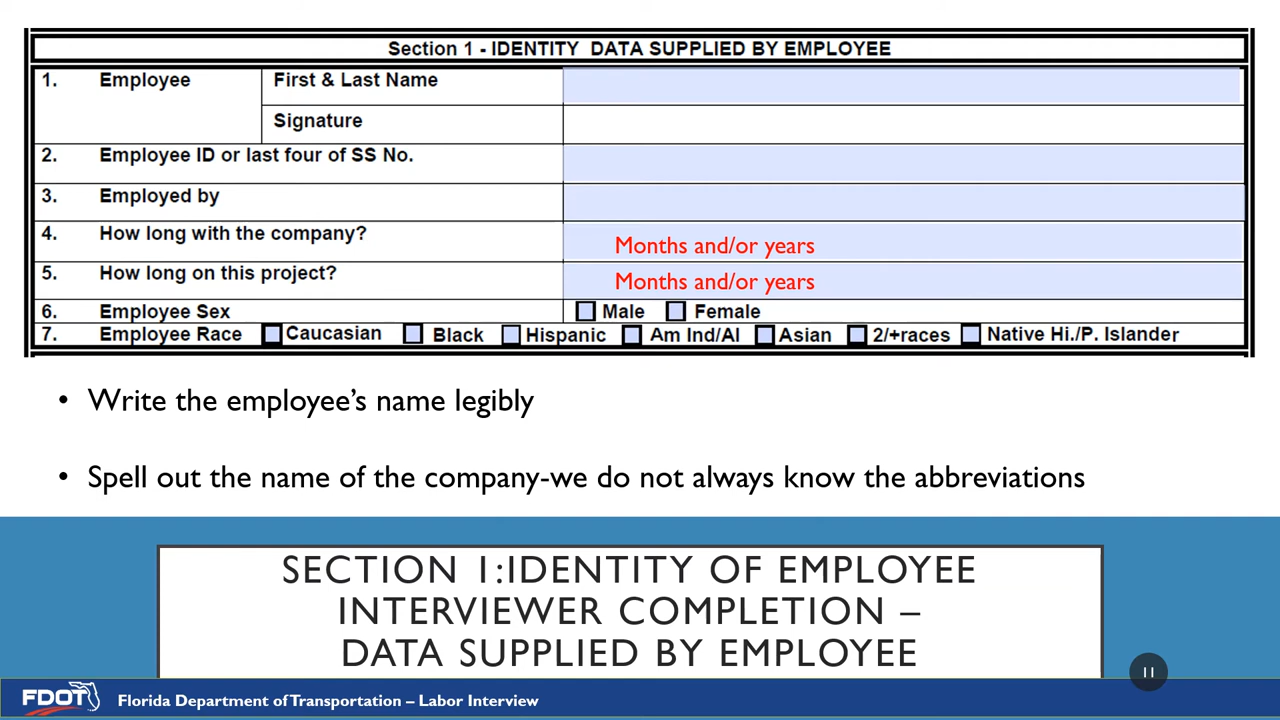 Section 1 - IDENTITY DATA SUPPLIED BY EMPLOYEE
1. Employee First & Last Name
Signature
2. Employee ID or last four of SS No.
3. Employed by
4. How long with the company? Months and/or years
5. How long on this project? Months and/or years
6. Employee Sex Male Female
7. Employee Race Caucasian Black Hispanic Am Ind/Al Asian 2/+races Native Hi./P. Islander
• Write the employee’s name legibly
• Spell out the name of the company-we do not always know the abbreviations
SECTION 1:IDENTITY OF EMPLOYEE
INTERVIEWER COMPLETION –
DATA SUPPLIED BY EMPLOYEE
11
FDOT Florida Department of Transportation – Labor Interview